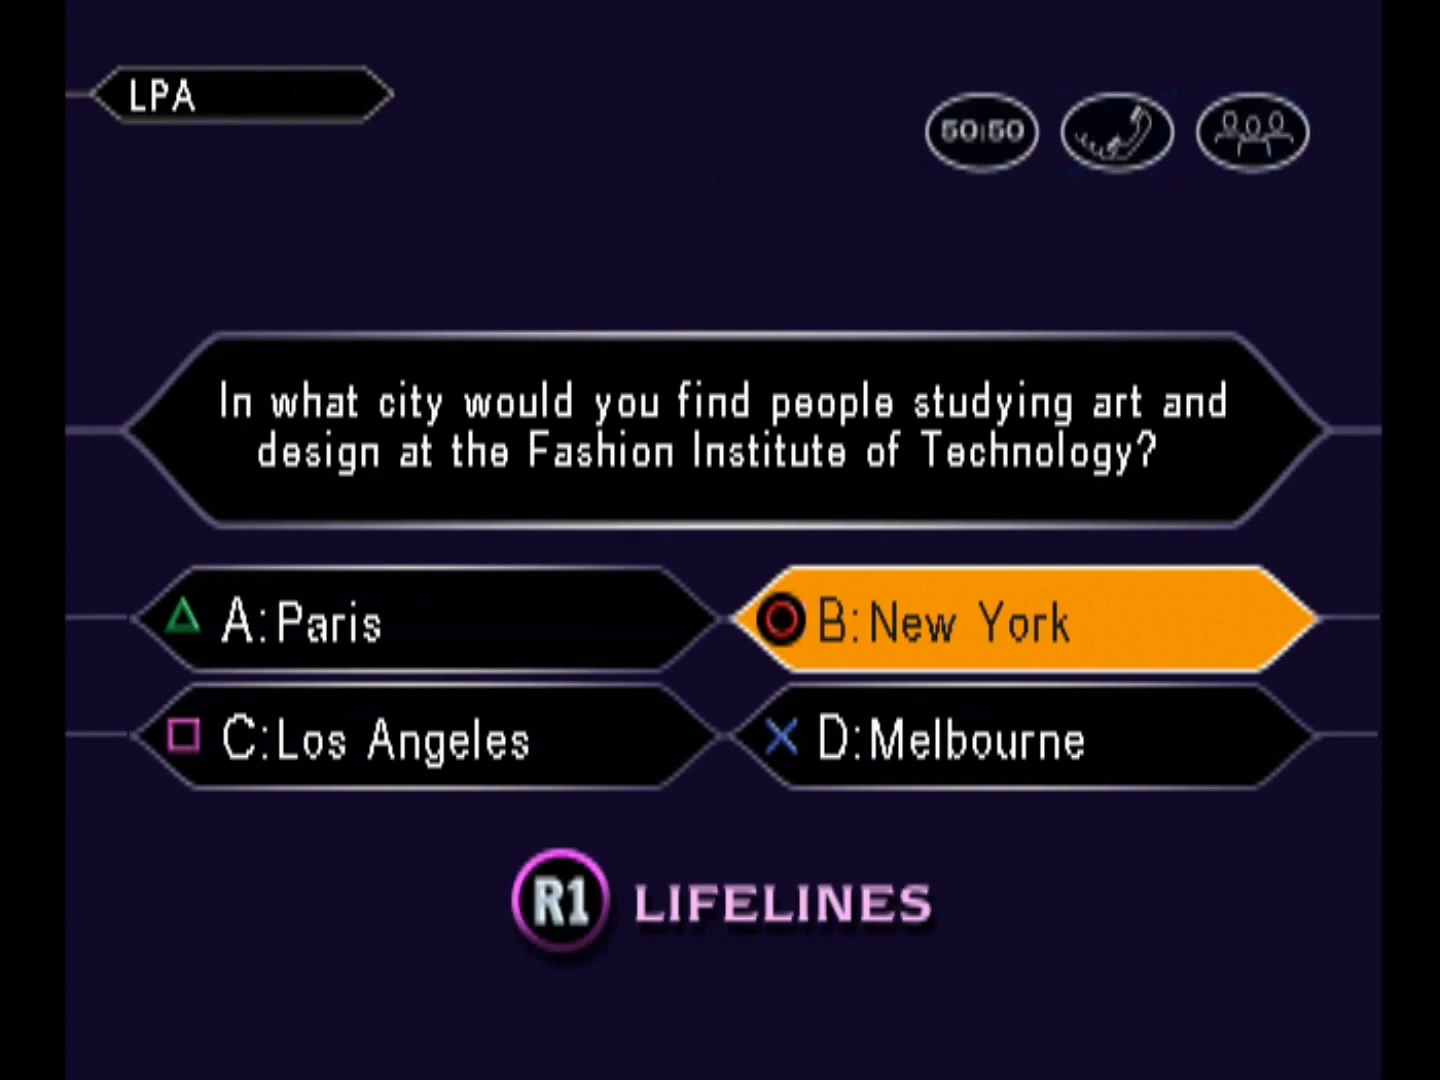 LPA
50:50
In what city would you find people studying art and
design at the Fashion Institute of Technology?
A: Paris
B: New York
C: Los Angeles
D: Melbourne
R1 LIFELINES